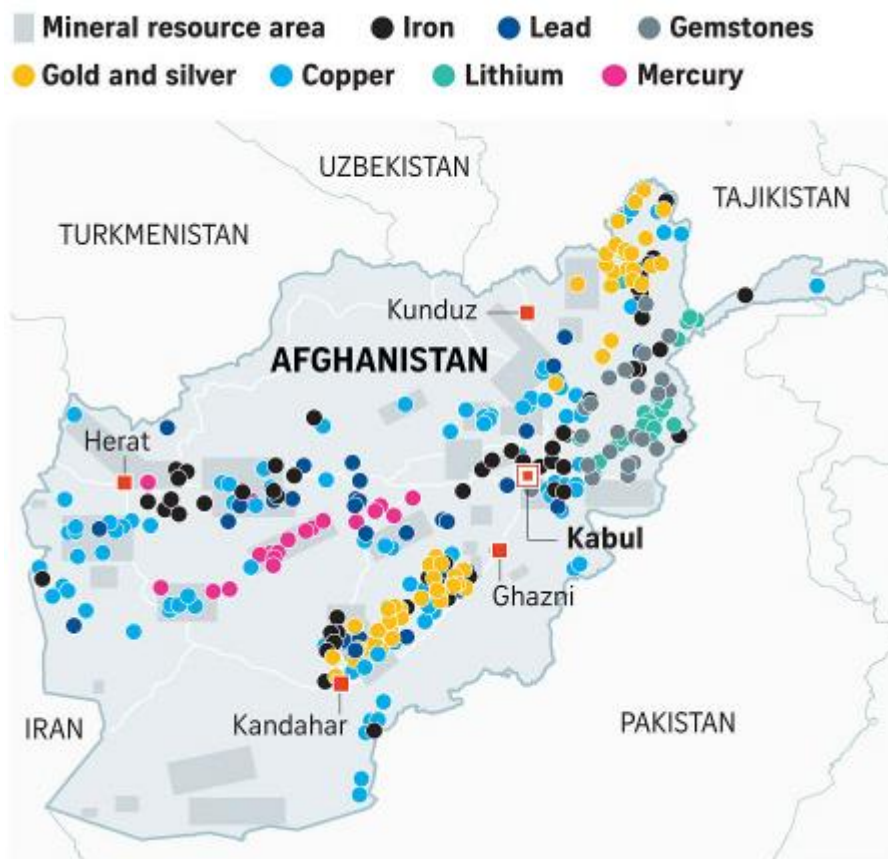 Mineral resource area Iron Lead Gemstones
Gold and silver Copper Lithium Mercury
UZBEKISTAN
TAJIKISTAN
TURKMENISTAN
Kunduz
AFGHANISTAN
Herat
Kabul
Ghazni
IRAN
Kandahar
PAKISTAN